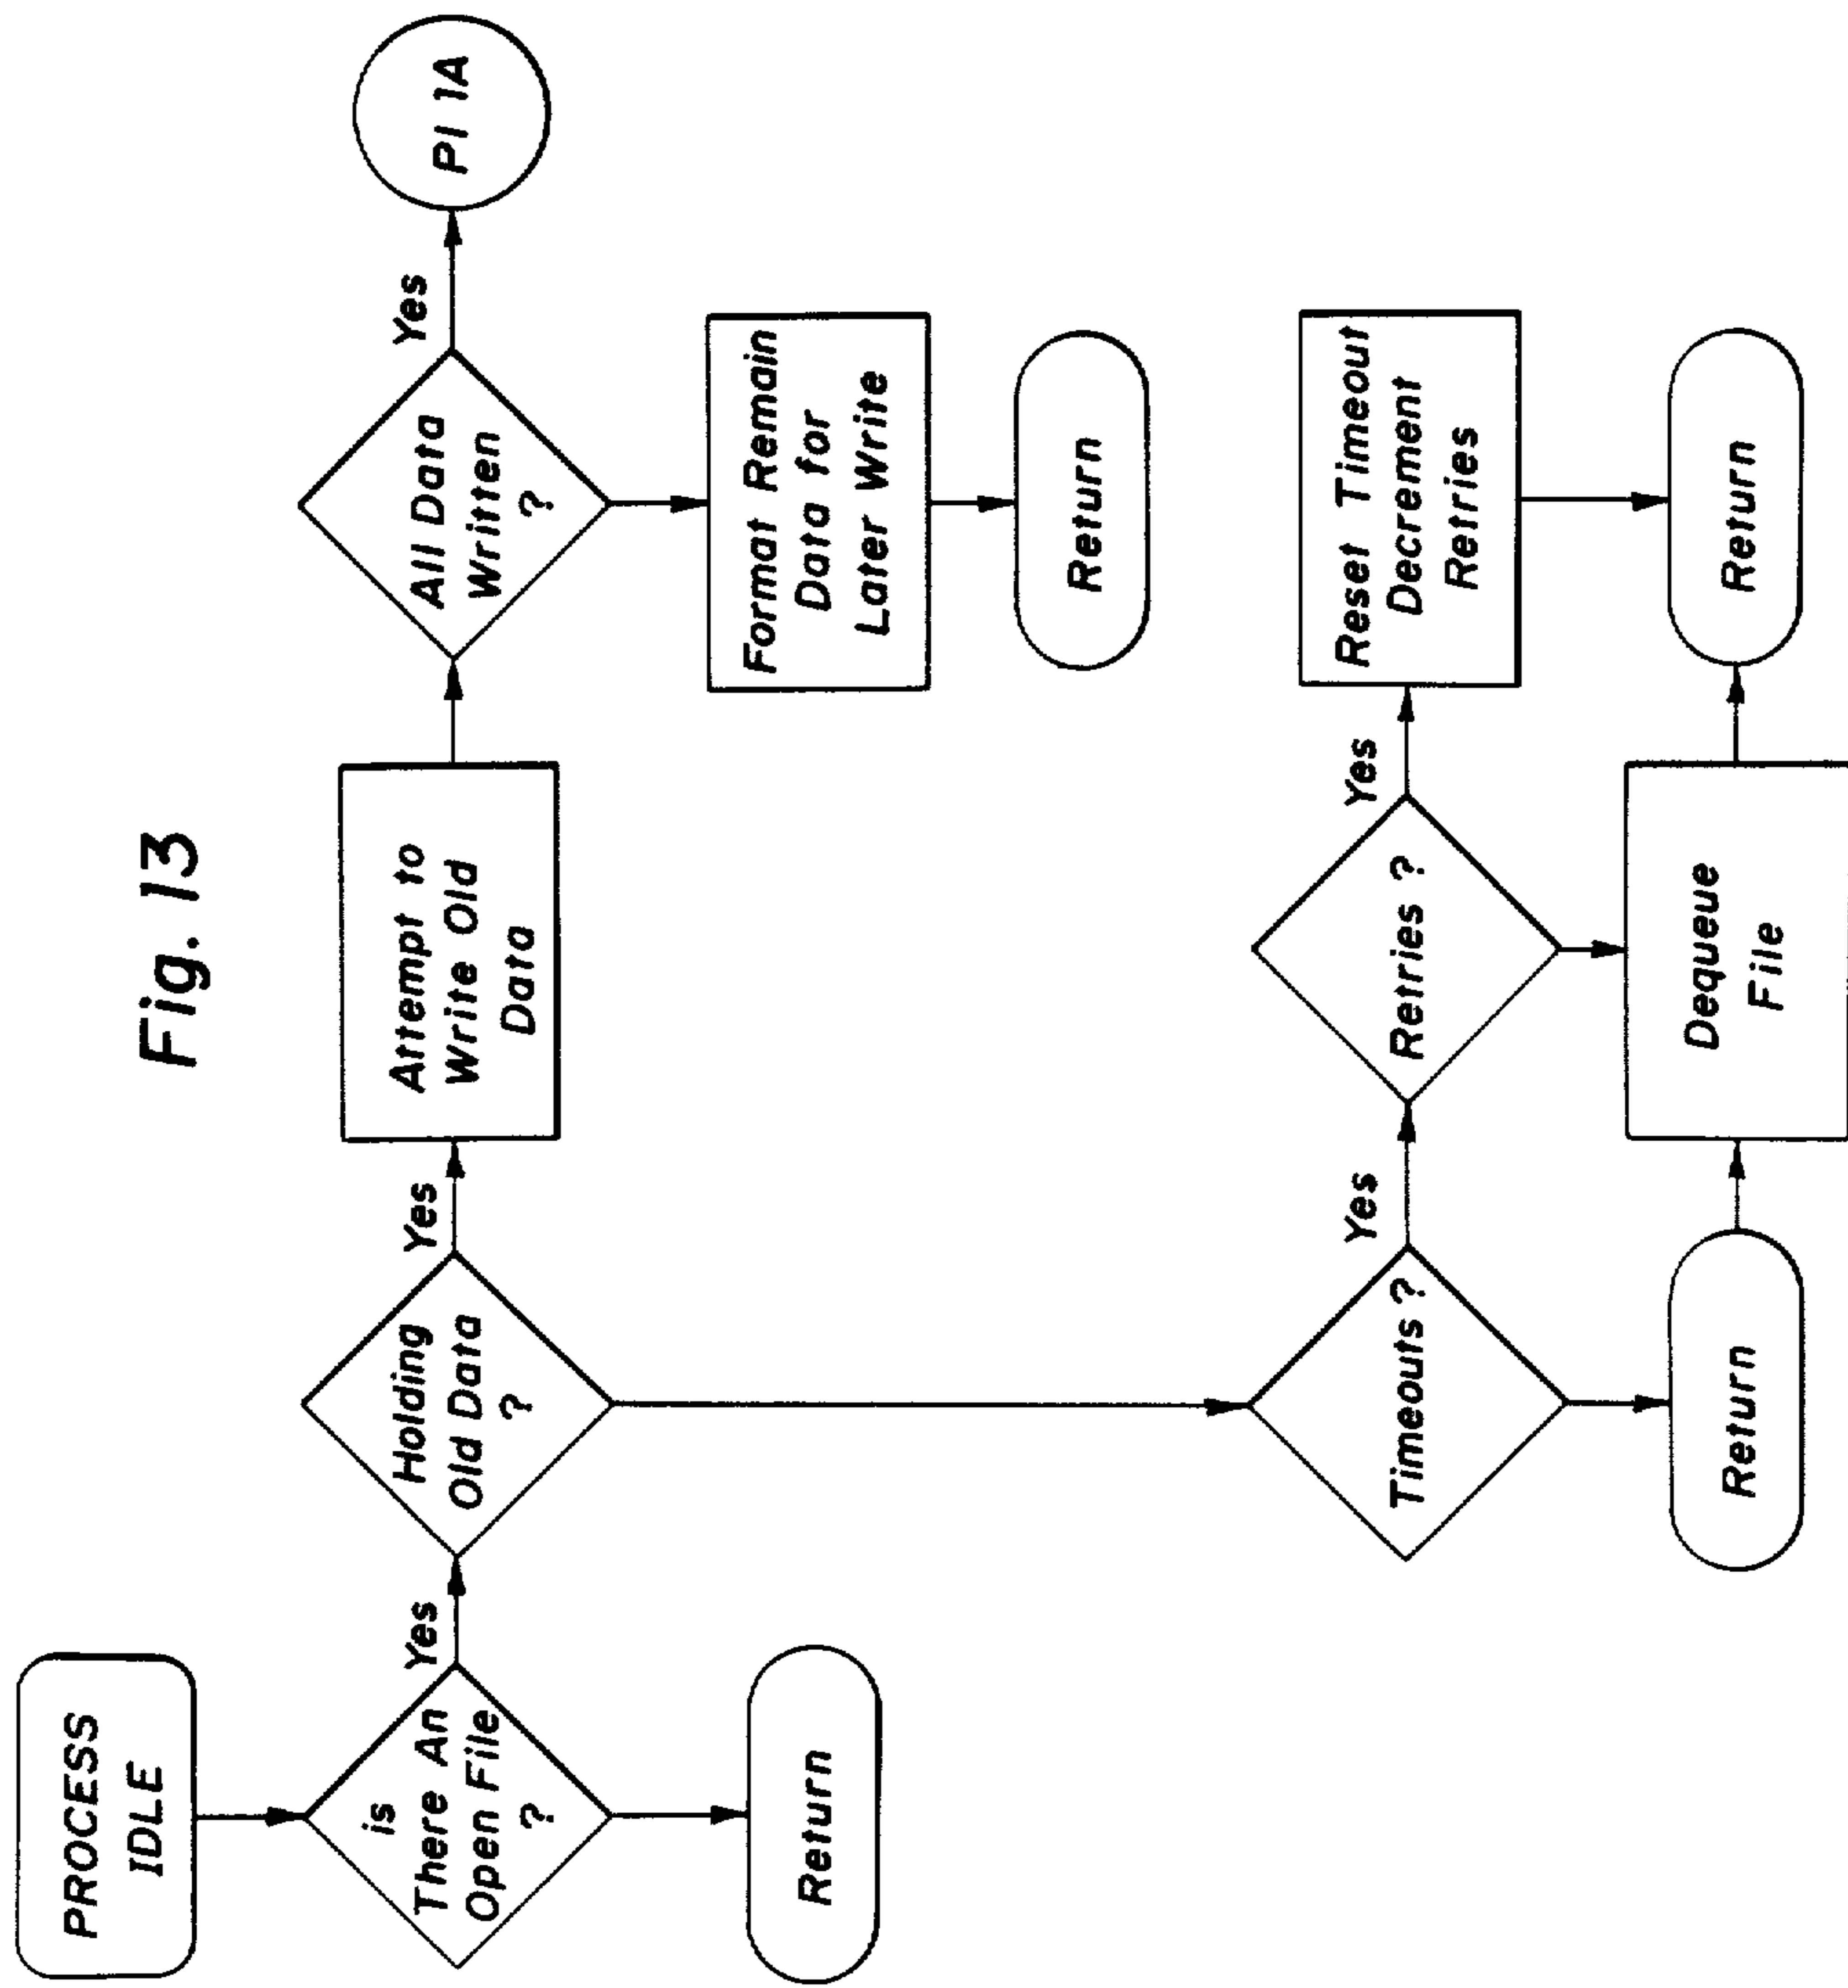 Fig. 13
PROCESS
IDLE
is
There An
Open File
?
Yes
Return
Holding
Old Data
?
Yes
Attempt to
Write Old
Data
All Data
Written
?
Yes
PI 1A
Format Remain
Data for
Later Write
Return
Timeouts ?
Yes
Return
Retries ?
Yes
Dequeue
File
Reset Timeout
Decrement
Retries
Return